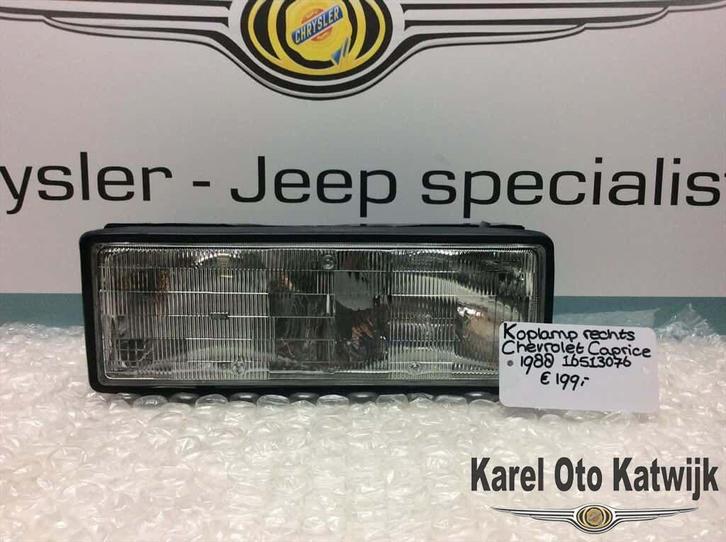 CHRYSLER
ysler - Jeep specialist
Koplamp rechts
Chevrolet Caprice
• 1988 16513076
€ 199,-
Karel Oto Katwijk